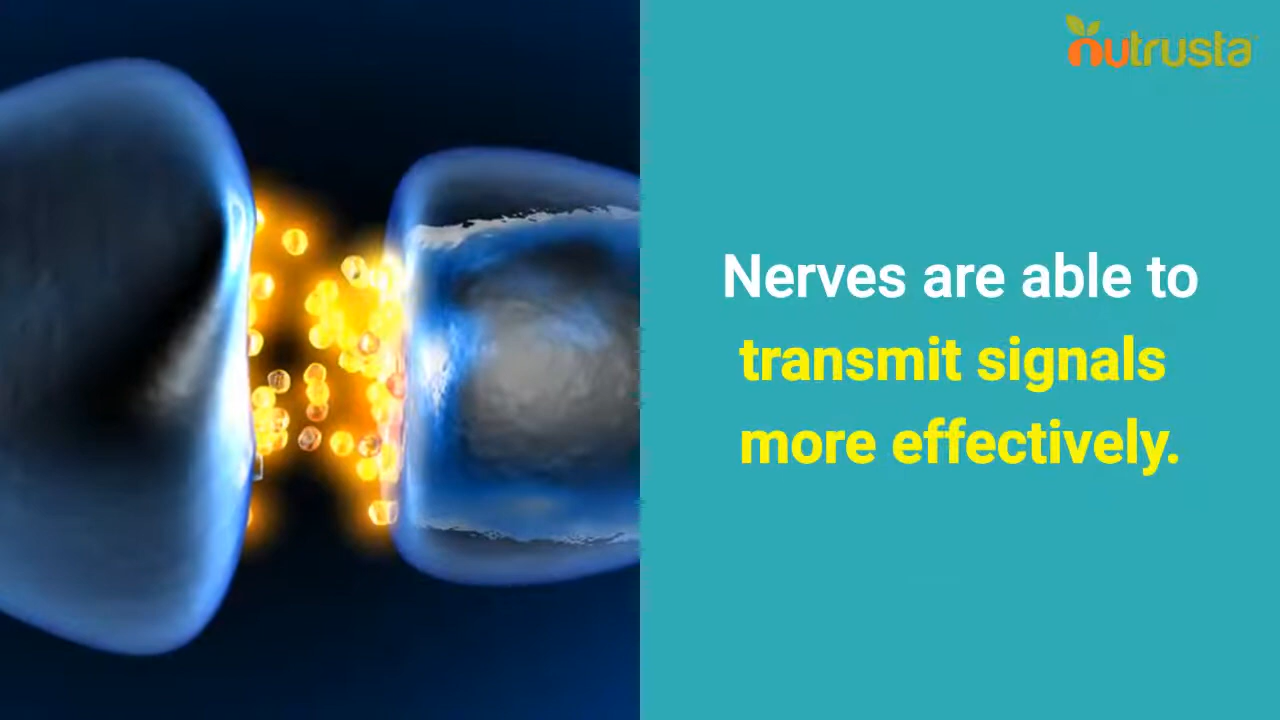 nutrusta
Nerves are able to
transmit signals
more effectively.